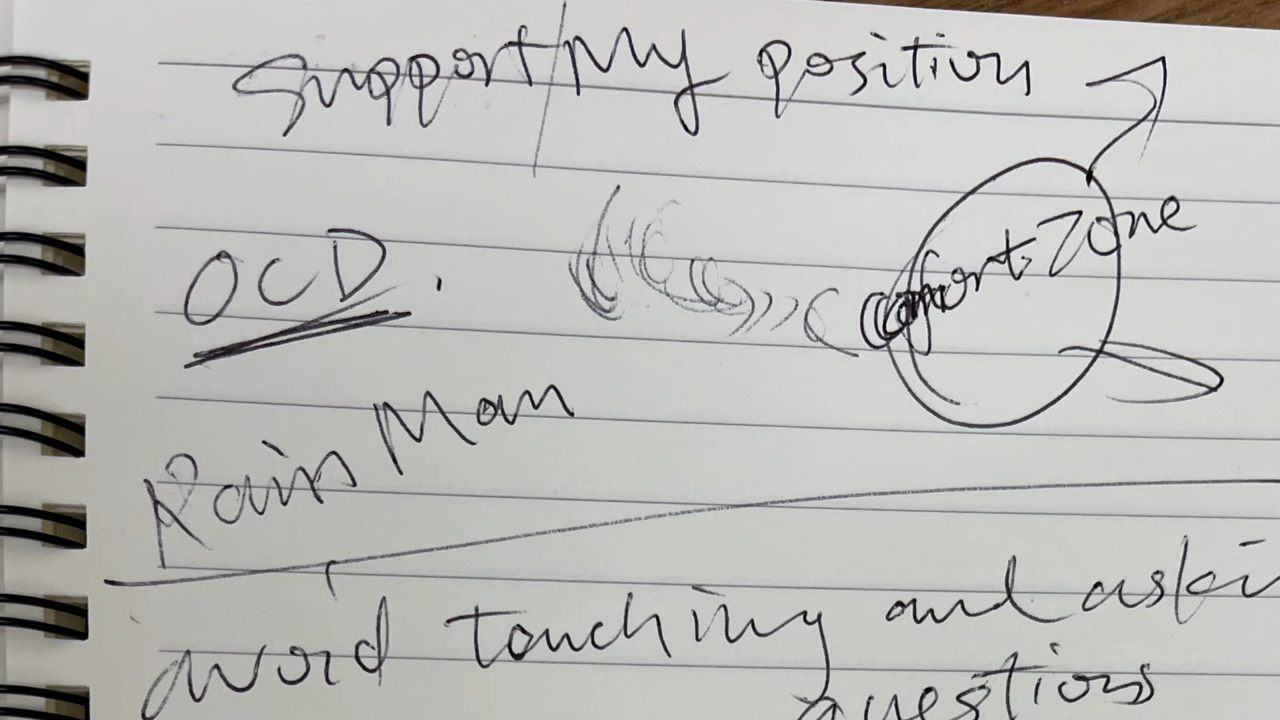 support/My position
OCD.
comfort Zone
Rain Man
avoid touching and aski
questions